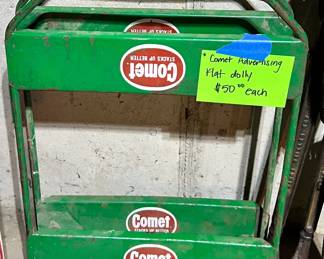 STACKS UP BETTER
Comet
* Comet Advertising
Flat dolly
$50.00 each
Comet
STACKS UP BETTER
Comet